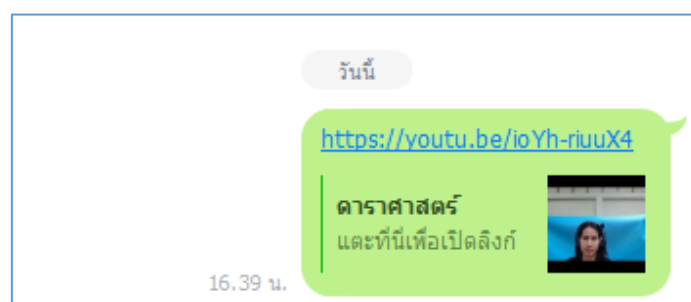 วันนี้
https://youtu.be/ioYh-riuuX4
ดาราศาสตร์
แตะที่นี่เพื่อเปิดลิงก์
16.39 น.